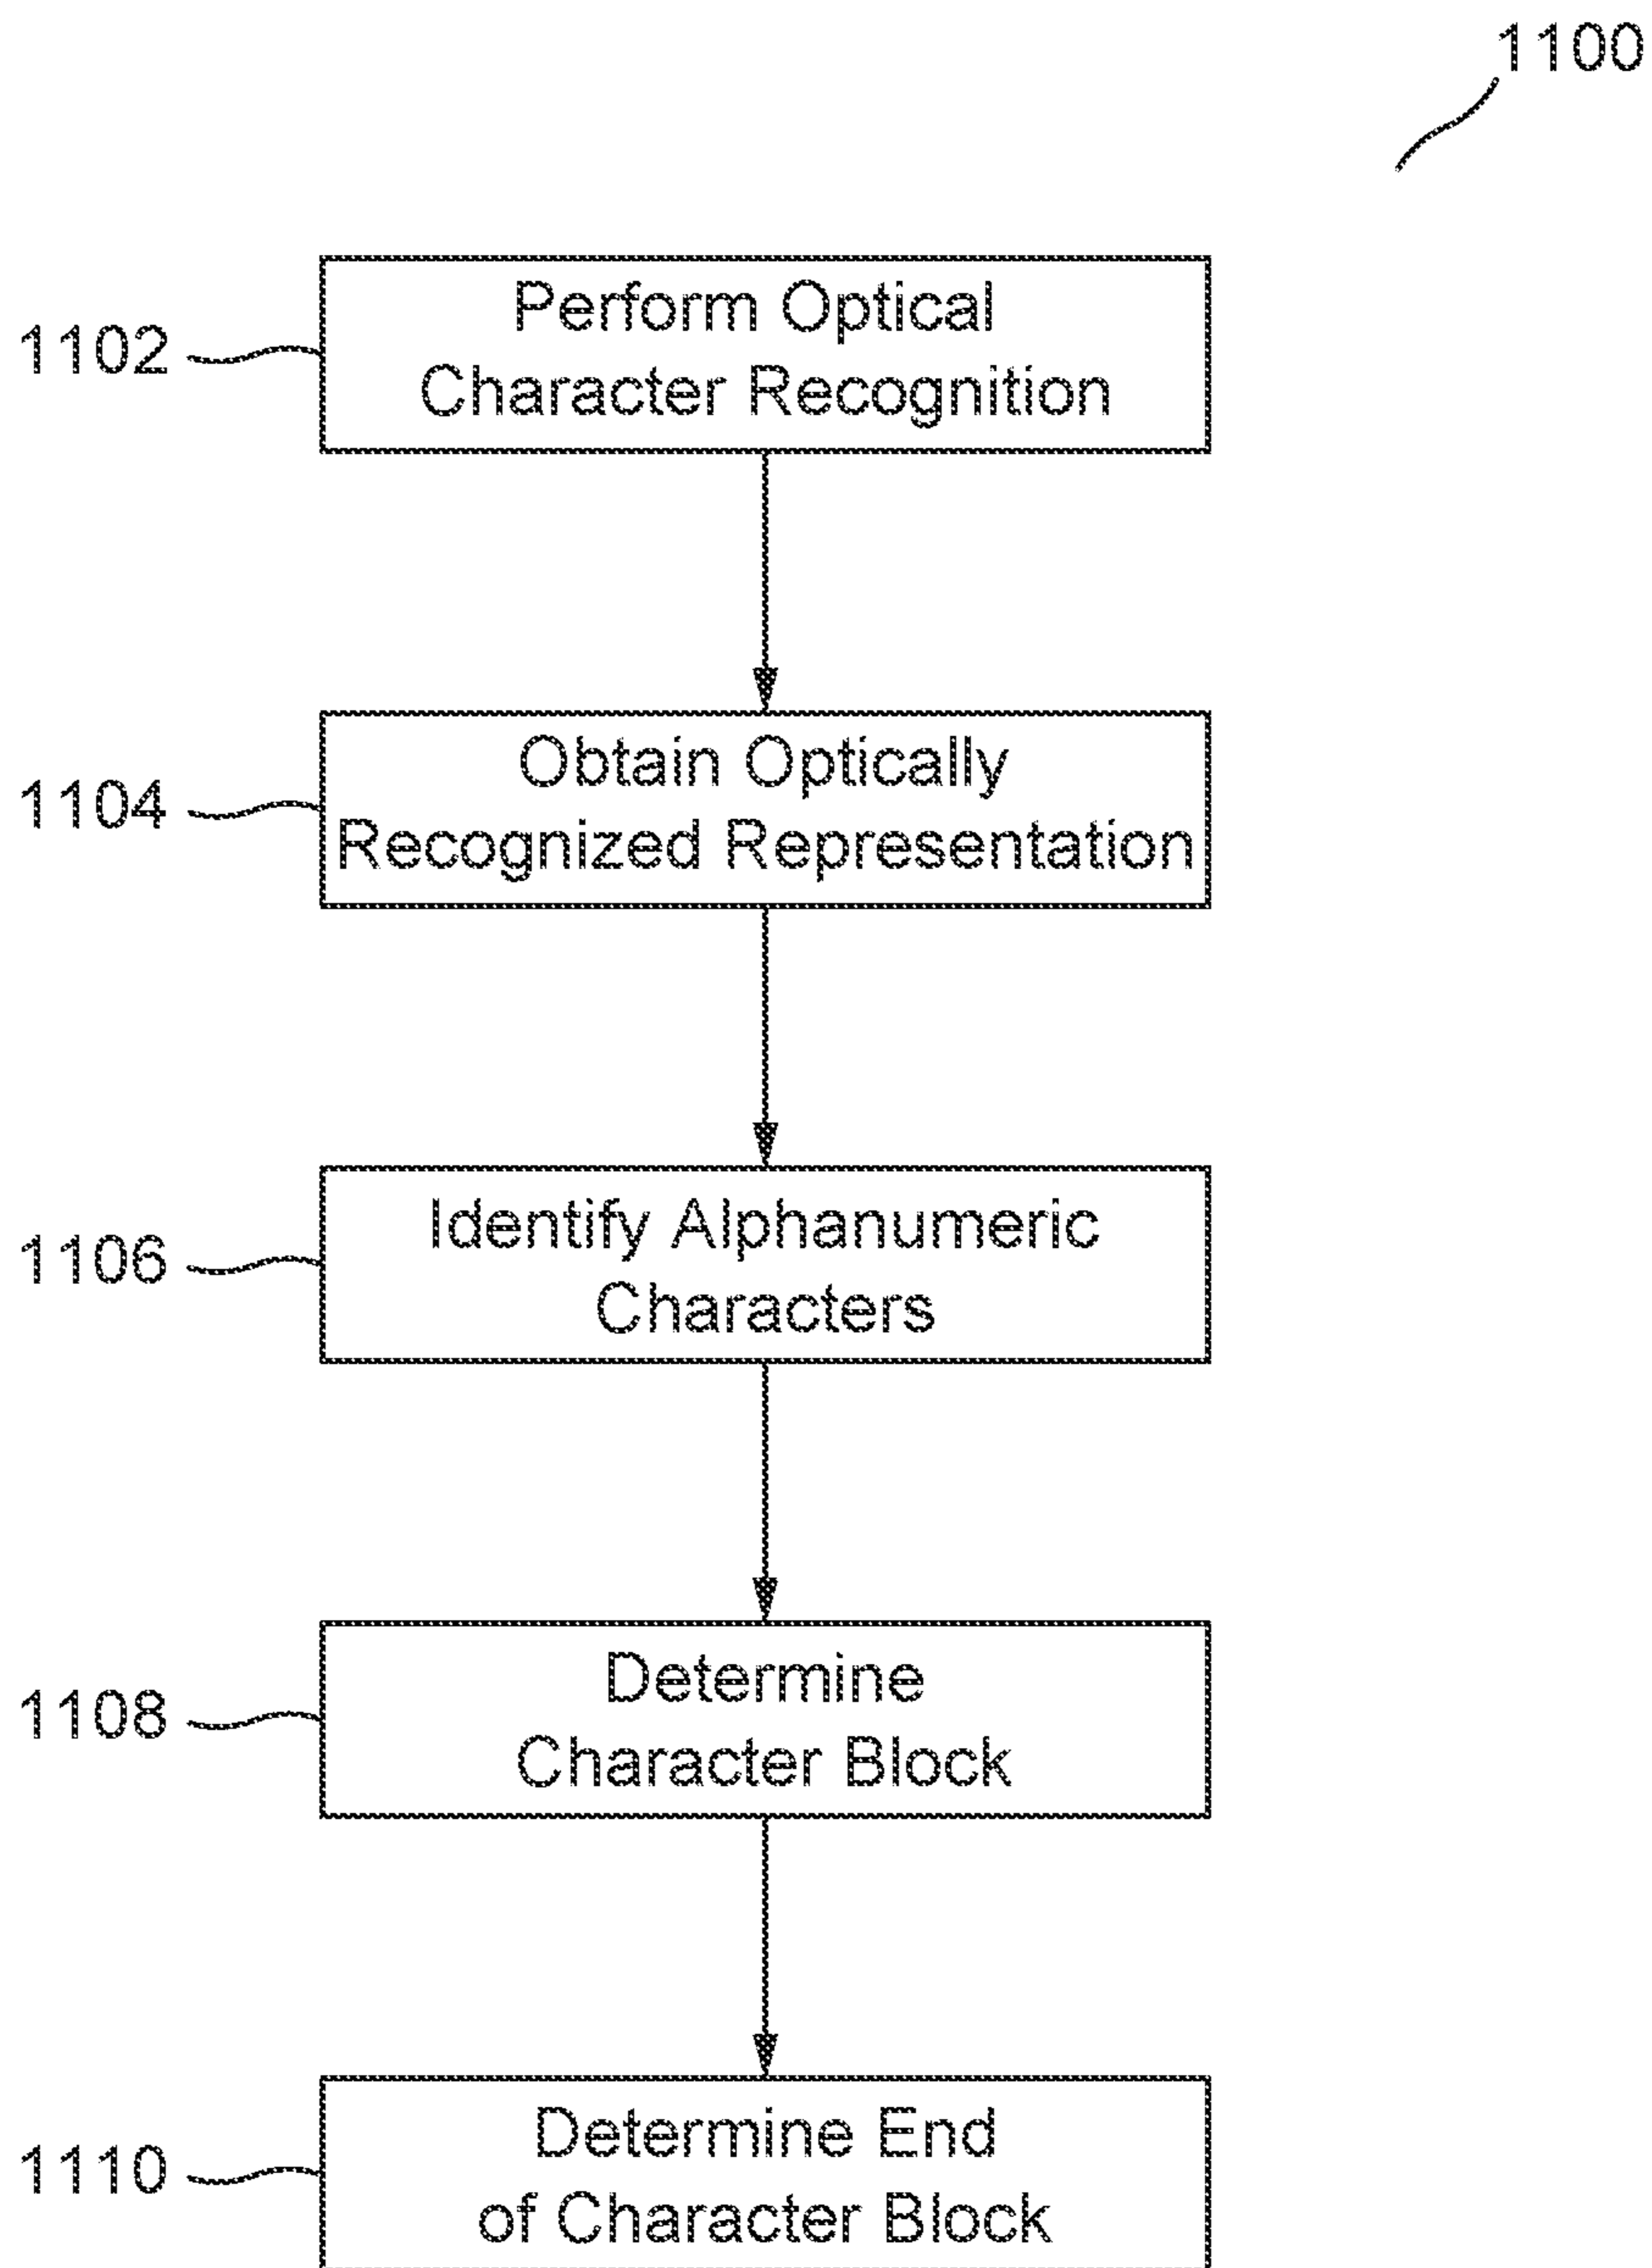 1100
1102
Perform Optical
Character Recognition
1104
Obtain Optically
Recognized Representation
1106
Identify Alphanumeric
Characters
1108
Determine
Character Block
1110
Determine End
of Character Block